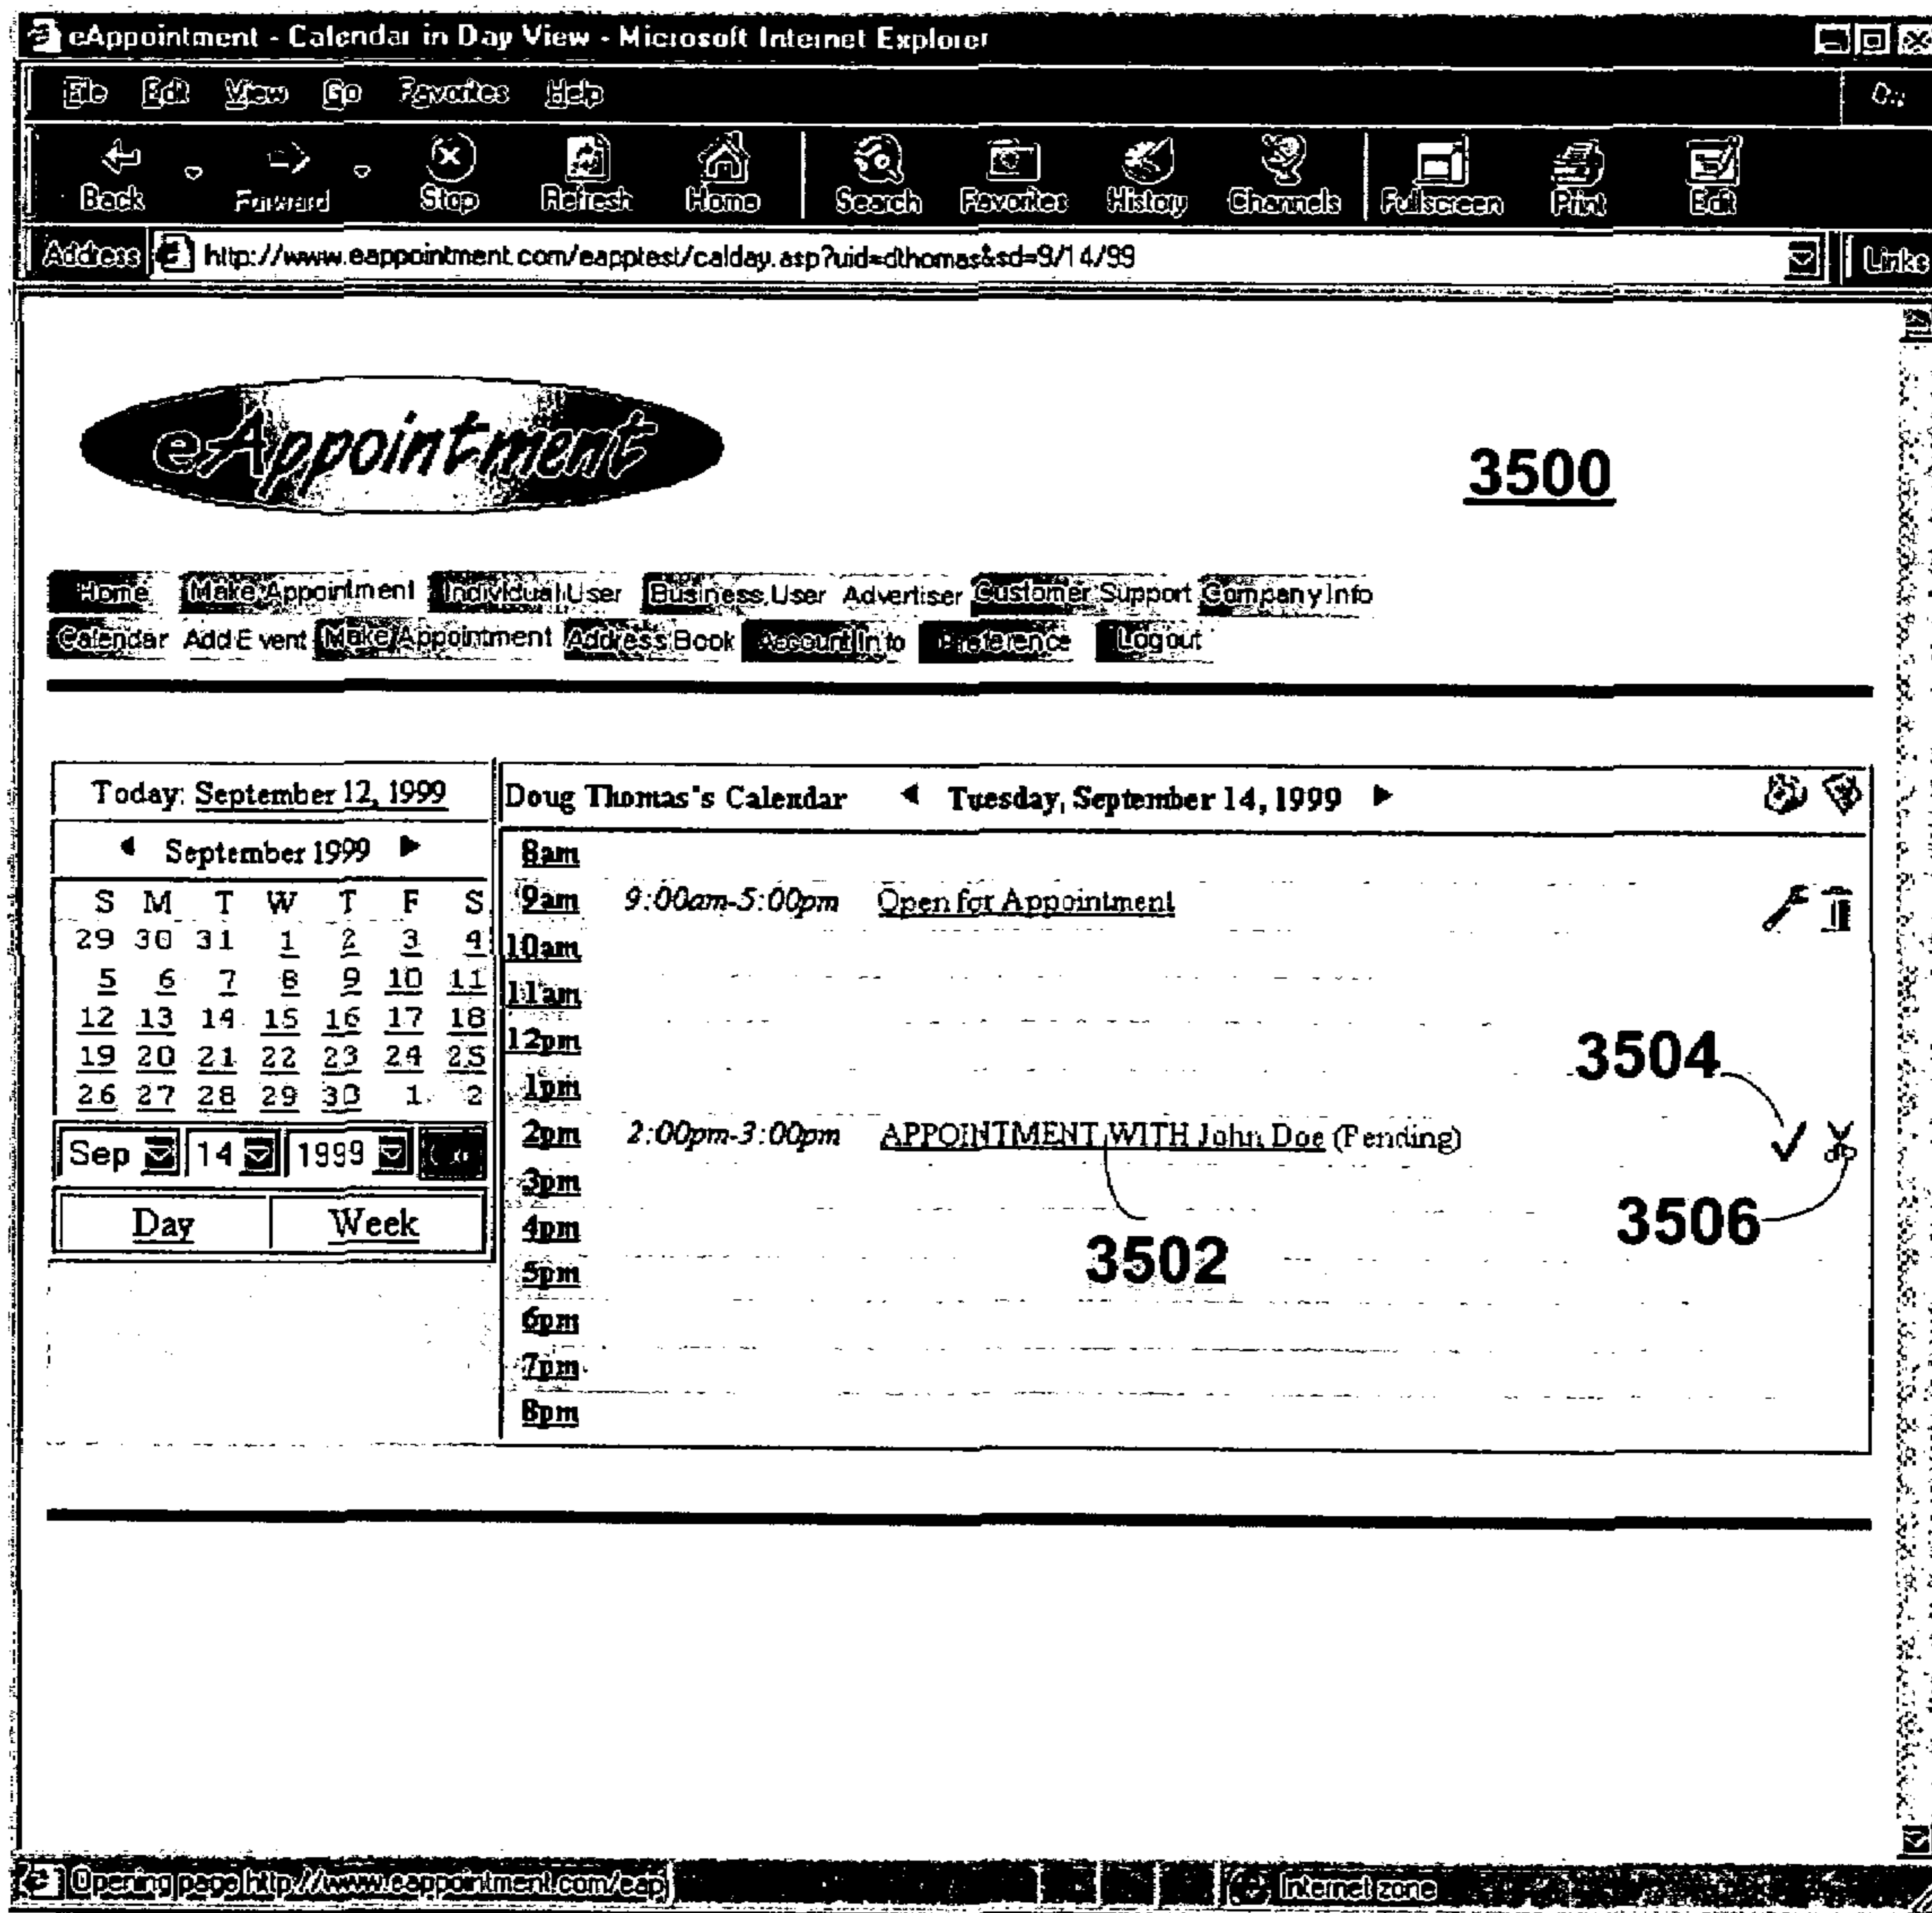 eAppointment - Calendar in Day View - Microsoft Internet Explorer
File Edit View Go Favorites Help
Back Forward Stop Refresh Home Search Favorites History Channels Fullscreen Print Edit
Address http://www.eappointment.com/eapptest/calday.asp?uid=dthomas&sd=9/14/99 Links
eAppointment
3500
Home Make Appointment Individual User Business User Advertiser Customer Support Company Info
Calendar Add Event Make Appointment Address Book Account Info Preference Logout
Today: September 12, 1999
Doug Thomas's Calendar ◄ Tuesday, September 14, 1999 ►
◄ September 1999 ►
S M T W T F S
29 30 31 1 2 3 4
5 6 7 8 9 10 11
12 13 14 15 16 17 18
19 20 21 22 23 24 25
26 27 28 29 30 1 2
Sep 14 1999 Go
Day Week
8am
9am 9:00am-5:00pm Open for Appointment
10am
11am
12pm
3504
1pm
2pm 2:00pm-3:00pm APPOINTMENT WITH John Doe (Pending)
3pm
3506
4pm
3502
5pm
6pm
7pm
8pm
Opening page http://www.eappointment.com/eap Internet zone